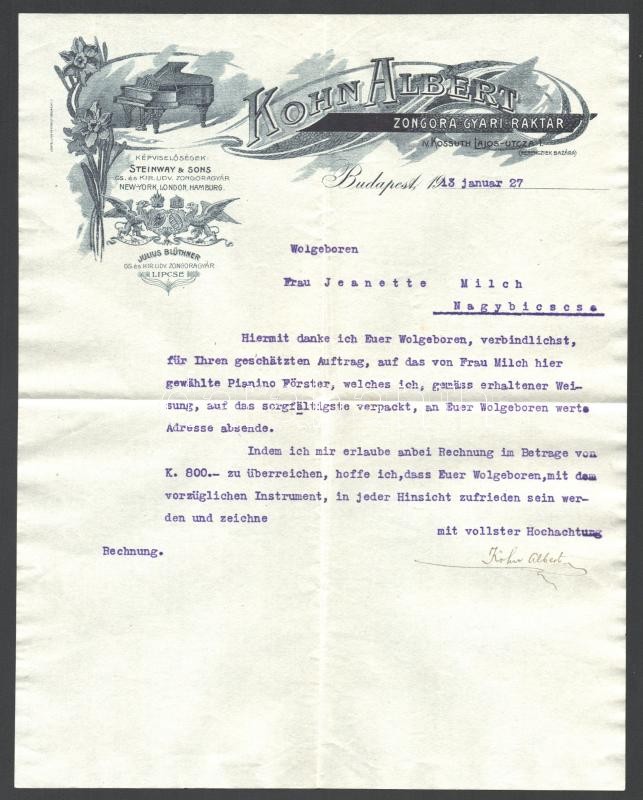 KOHN ALBERT
ZONGORA-GYÁRI-RAKTÁR
IV. KOSSUTH LAJOS-UTCZA 1.
(FERENCZIEK BAZÁRA)
KÉPVISELŐSÉGEK:
STEINWAY & SONS
CS. ÉS KIR. UDV. ZONGORAGYÁR
NEW-YORK, LONDON, HAMBURG.
JULIUS BLÜTHNER
CS. ÉS KIR. UDV. ZONGORAGYÁR
LIPCSE
Budapest, 1913 januar 27
Wolgeboren
Frau Jeanette Milch
Nagybicscse
Hiermit danke ich Euer Wolgeboren, verbindlichst,
für Ihren geschätzten Auftrag, auf das von Frau Milch hier
gewählte Pianino Förster, welches ich, gemäss erhaltener Wei-
sung, auf das sorgfältigste verpackt, an Euer Wolgeboren werte
Adresse absende.
Indem ich mir erlaube anbei Rechnung im Betrage von
K. 800.- zu überreichen, hoffe ich, dass Euer Wolgeboren, mit dem
vorzüglichen Instrument, in jeder Hinsicht zufrieden sein wer-
den und zeichne
mit vollster Hochachtung
Rechnung.
Kohn Albert